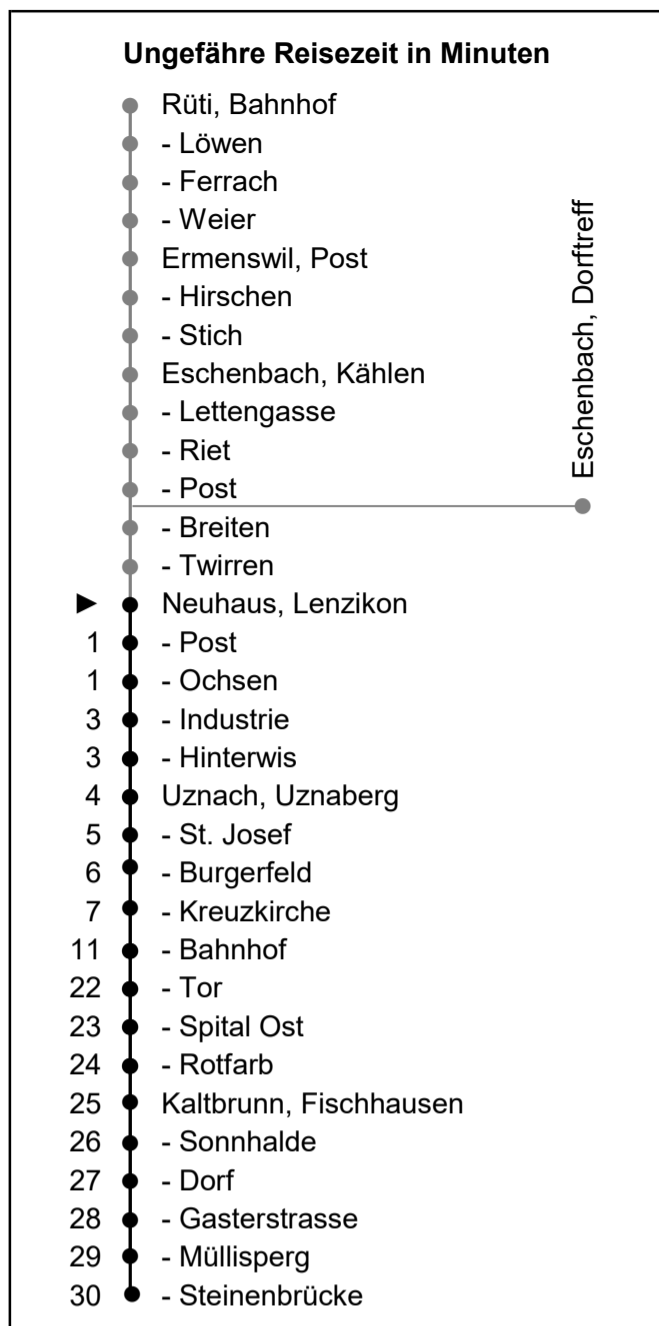 Ungefähre Reisezeit in Minuten
Rüti, Bahnhof
- Löwen
- Ferrach
- Weier
Ermenswil, Post
- Hirschen
- Stich
Eschenbach, Kählen
- Lettengasse
- Riet
- Post
Eschenbach, Dorftreff
- Breiten
- Twirren
► Neuhaus, Lenzikon
1 - Post
1 - Ochsen
3 - Industrie
3 - Hinterwis
4 Uznach, Uznaberg
5 - St. Josef
6 - Burgerfeld
7 - Kreuzkirche
11 - Bahnhof
22 - Tor
23 - Spital Ost
24 - Rotfarb
25 Kaltbrunn, Fischhausen
26 - Sonnhalde
27 - Dorf
28 - Gasterstrasse
29 - Müllisperg
30 - Steinenbrücke